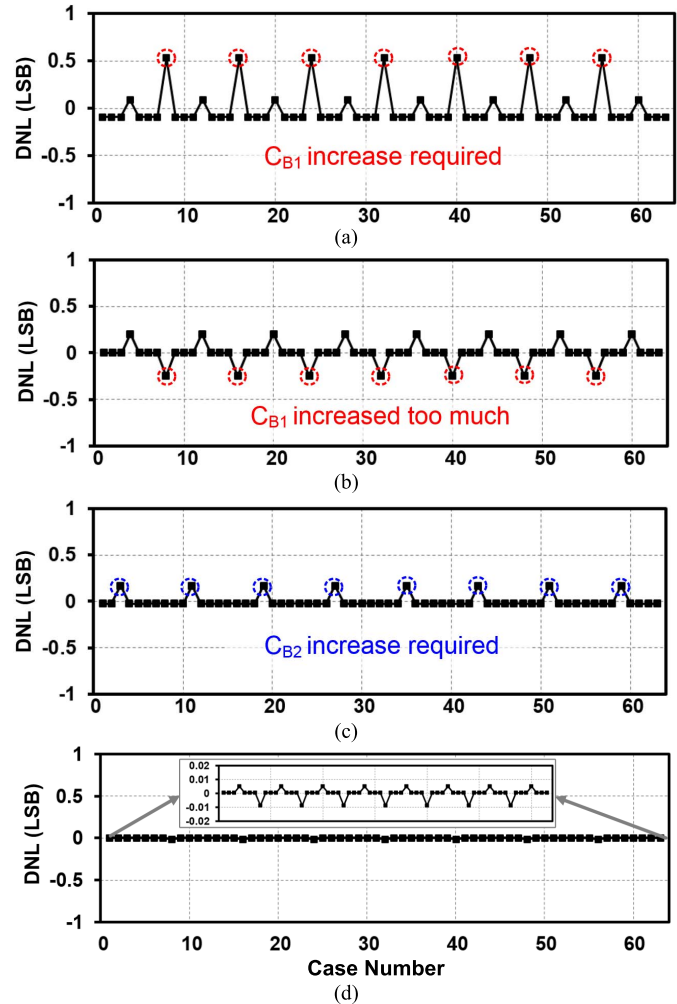 1
0.5
0
-0.5
-1
DNL (LSB)
C_B1 increase required
0 10 20 30 40 50 60
(a)
1
0.5
0
-0.5
-1
DNL (LSB)
C_B1 increased too much
0 10 20 30 40 50 60
(b)
1
0.5
0
-0.5
-1
DNL (LSB)
C_B2 increase required
0 10 20 30 40 50 60
(c)
1
0.5
0
-0.5
-1
DNL (LSB)
0.02
0.01
0
-0.01
-0.02
0 10 20 30 40 50 60
Case Number
(d)